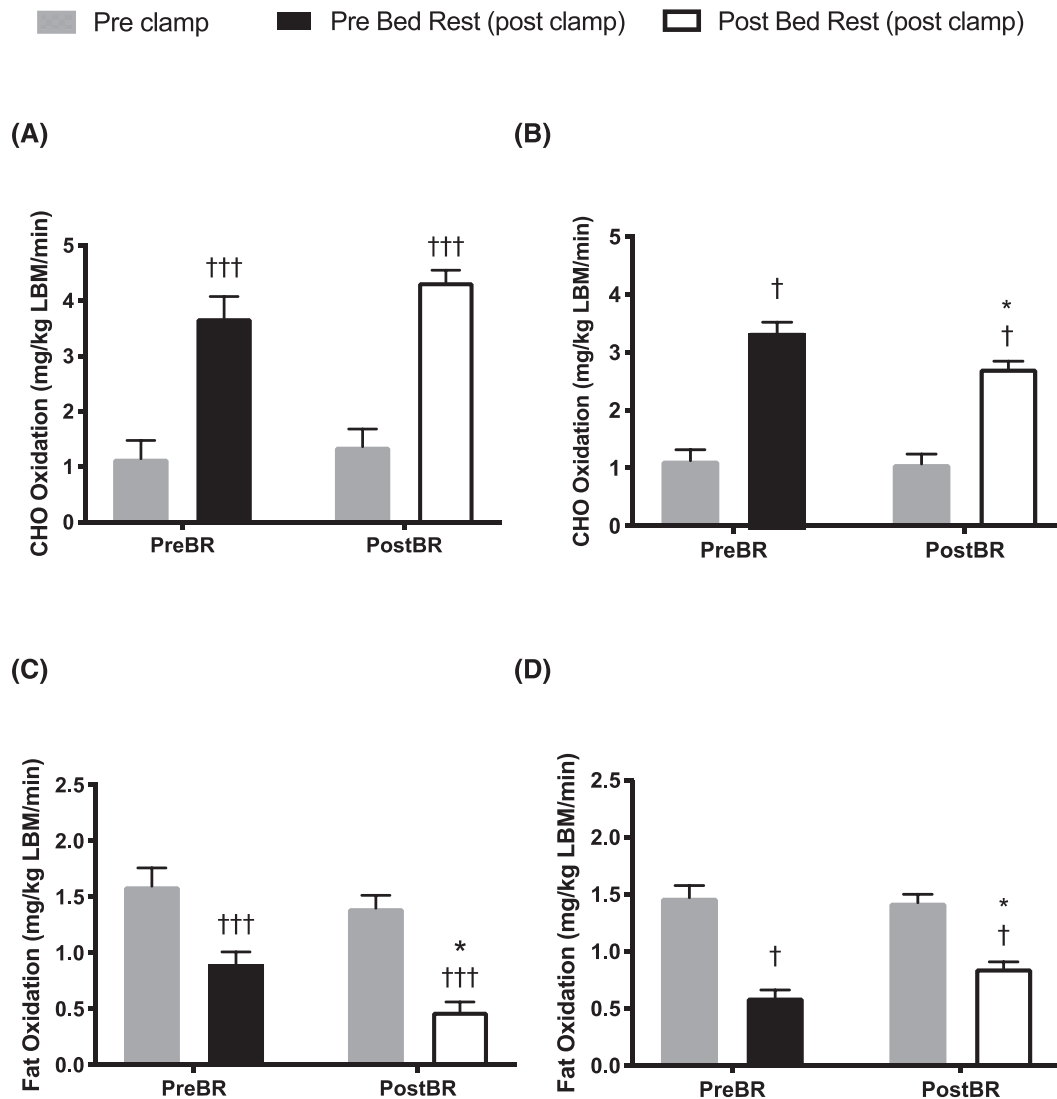 Pre clamp Pre Bed Rest (post clamp) Post Bed Rest (post clamp)
(A)
CHO Oxidation (mg/kg LBM/min)
5
4
3
2
1
0
†††
†††
PreBR PostBR
(B)
CHO Oxidation (mg/kg LBM/min)
5
4
3
2
1
0
†
*
†
PreBR PostBR
(C)
Fat Oxidation (mg/kg LBM/min)
2.5
2.0
1.5
1.0
0.5
0.0
†††
*
†††
PreBR PostBR
(D)
Fat Oxidation (mg/kg LBM/min)
2.5
2.0
1.5
1.0
0.5
0.0
†
*
†
PreBR PostBR